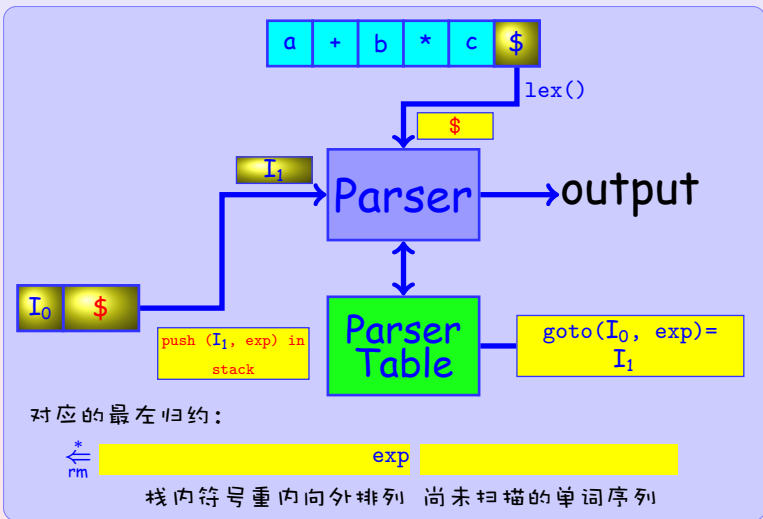 a + b * c $
lex()
$
I₁
Parser
output
I₀ $
push (I₁, exp) in
stack
Parser
Table
goto(I₀, exp)=
I₁
对应的最左归约:
*
⇐
rm
exp
栈内符号重内向外排列 尚未扫描的单词序列